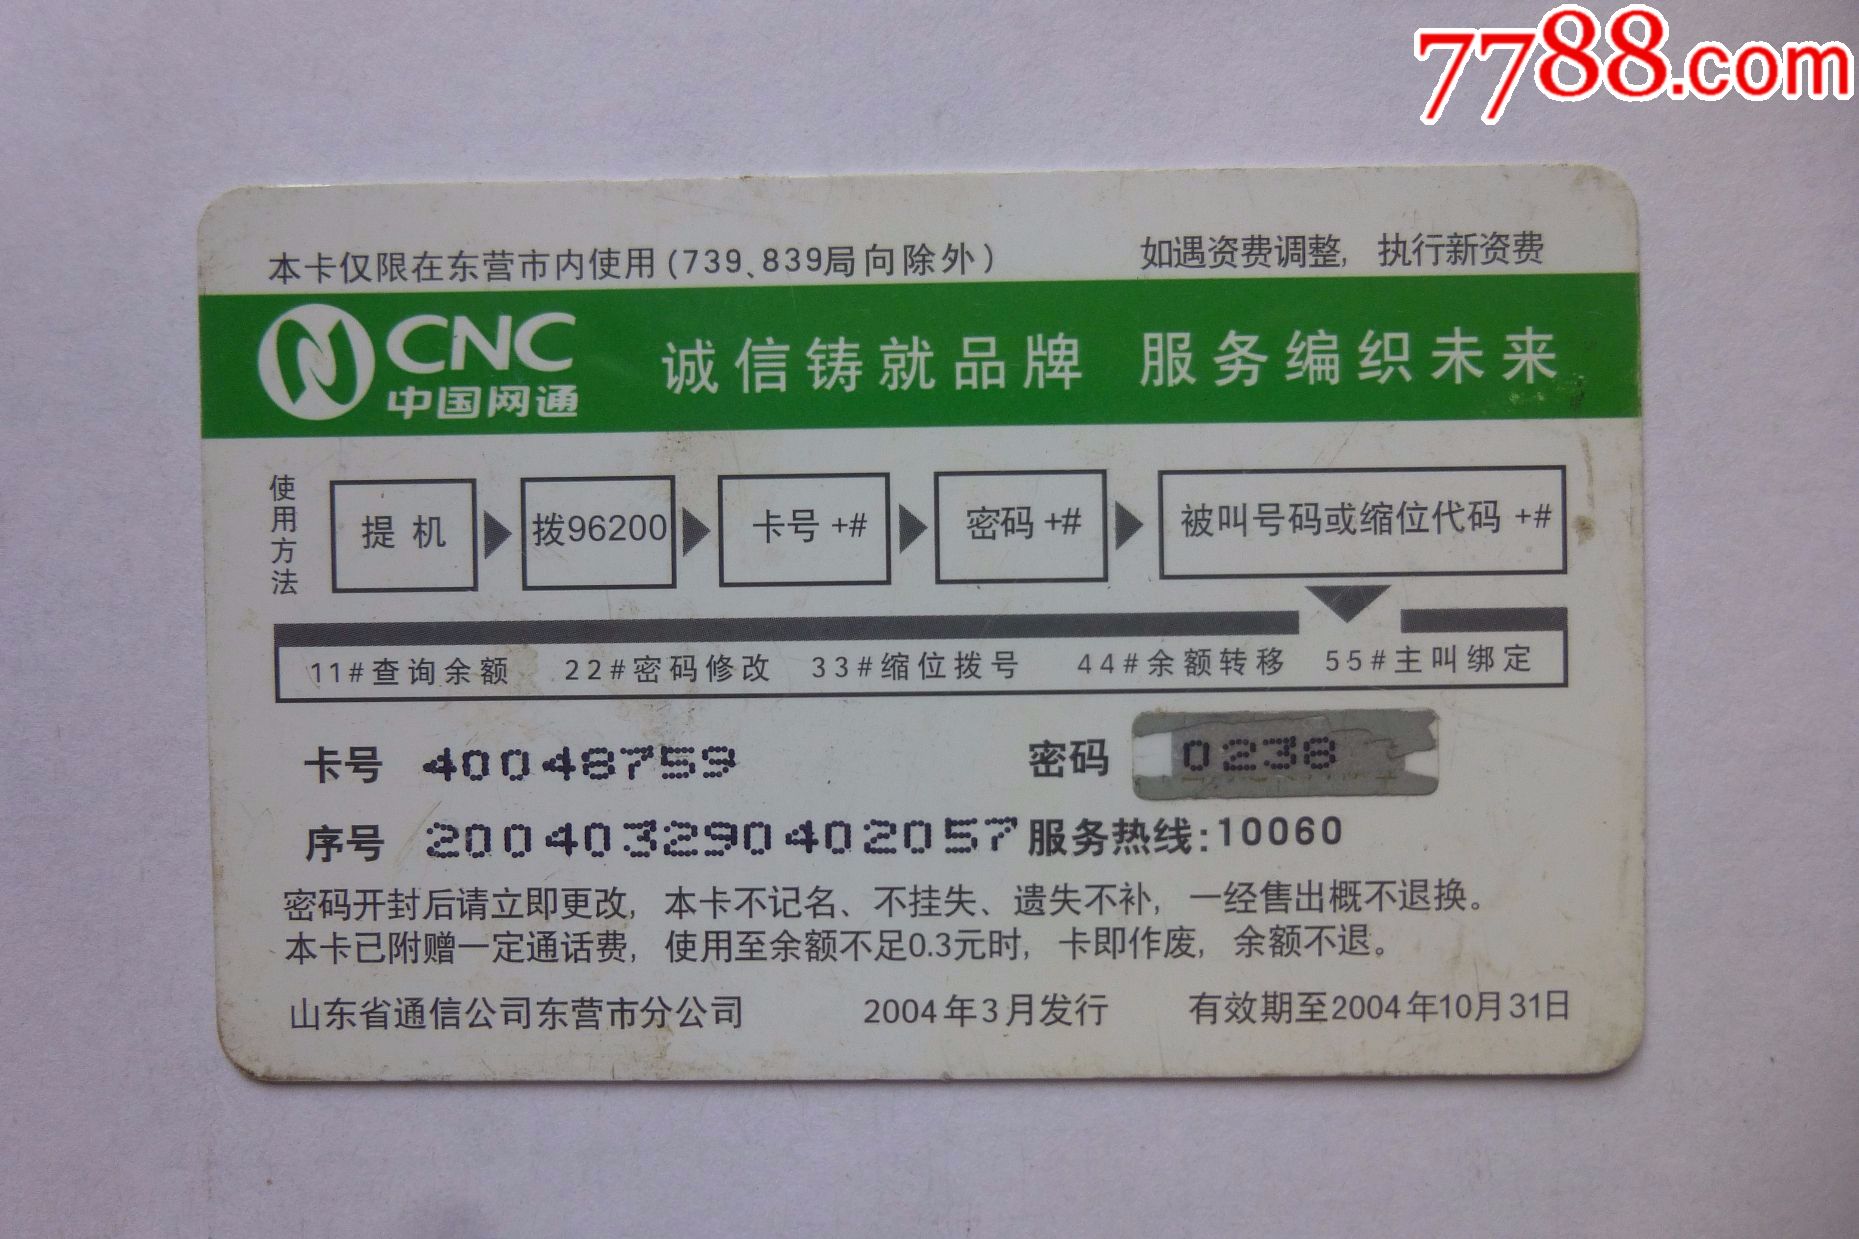 7788.com
本卡仅限在东营市内使用(739、839局向除外) 如遇资费调整,执行新资费
CNC
中国网通
诚信铸就品牌 服务编织未来
使用方法
提机 拨96200 卡号+# 密码+# 被叫号码或缩位代码+#
11#查询余额 22#密码修改 33#缩位拨号 44#余额转移 55#主叫绑定
卡号 40048759 密码 0238
序号 200403290402057 服务热线:10060
密码开封后请立即更改,本卡不记名、不挂失、遗失不补,一经售出概不退换。
本卡已附赠一定通话费,使用至余额不足0.3元时,卡即作废,余额不退。
山东省通信公司东营市分公司 2004年3月发行 有效期至2004年10月31日